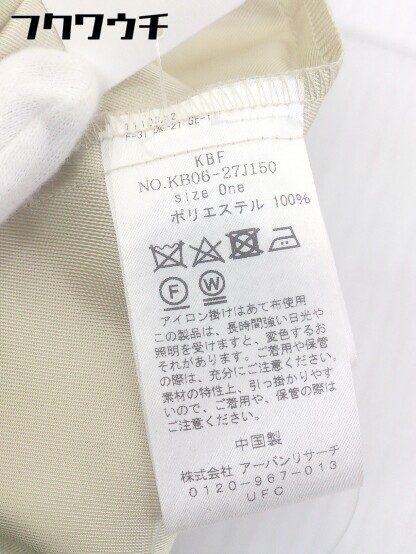 フクワウチ
KBF
NO.KB06-27J150
size One
ポリエステル 100%
F
W
アイロン掛けはあて布使用
この製品は、長時間強い日光や
照明を受けますと、変色するお
それがあります。ご着用や保管
の際は、充分にご注意ください。
素材の特性上、引っ掛かりやす
いので、ご着用や、保管の際は
ご注意ください。
中国製
株式会社 アーバンリサーチ
0120-967-013
UFC